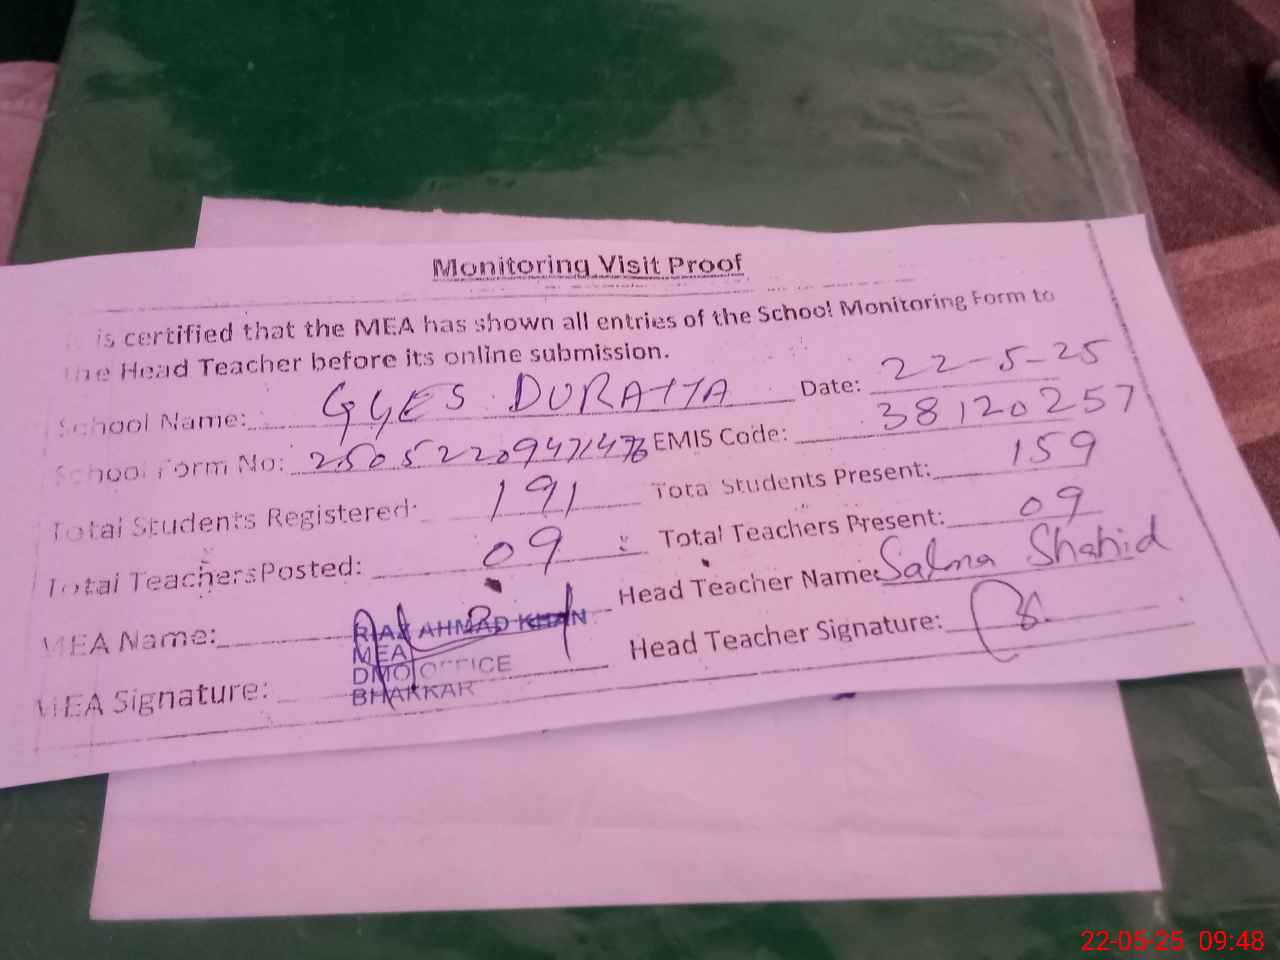 Monitoring Visit Proof
is certified that the MEA has shown all entries of the School Monitoring Form to
the Head Teacher before its online submission.
School Name: GGES DURATTA Date: 22-5-25
School Form No: EMIS Code: 38120257
Total Students Registered: 191 Total Students Present: 159
Total Teachers Posted: 09 Total Teachers Present: 09
MEA Name: RIAZ AHMAD KHAN Head Teacher Name: Salma Shahid
MEA
DMO OFFICE
BHAKKAR
MEA Signature: Head Teacher Signature:
22-05-25 09:48